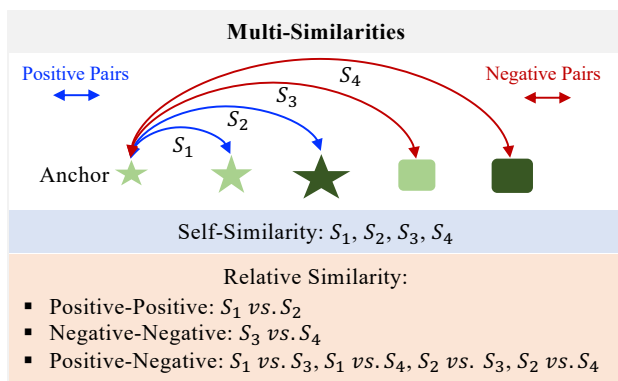 Multi-Similarities
Positive Pairs
Negative Pairs
S₄
S₃
S₂
S₁
Anchor
Self-Similarity: S₁, S₂, S₃, S₄
Relative Similarity:
▪ Positive-Positive: S₁ vs. S₂
▪ Negative-Negative: S₃ vs. S₄
▪ Positive-Negative: S₁ vs. S₃, S₁ vs. S₄, S₂ vs. S₃, S₂ vs. S₄